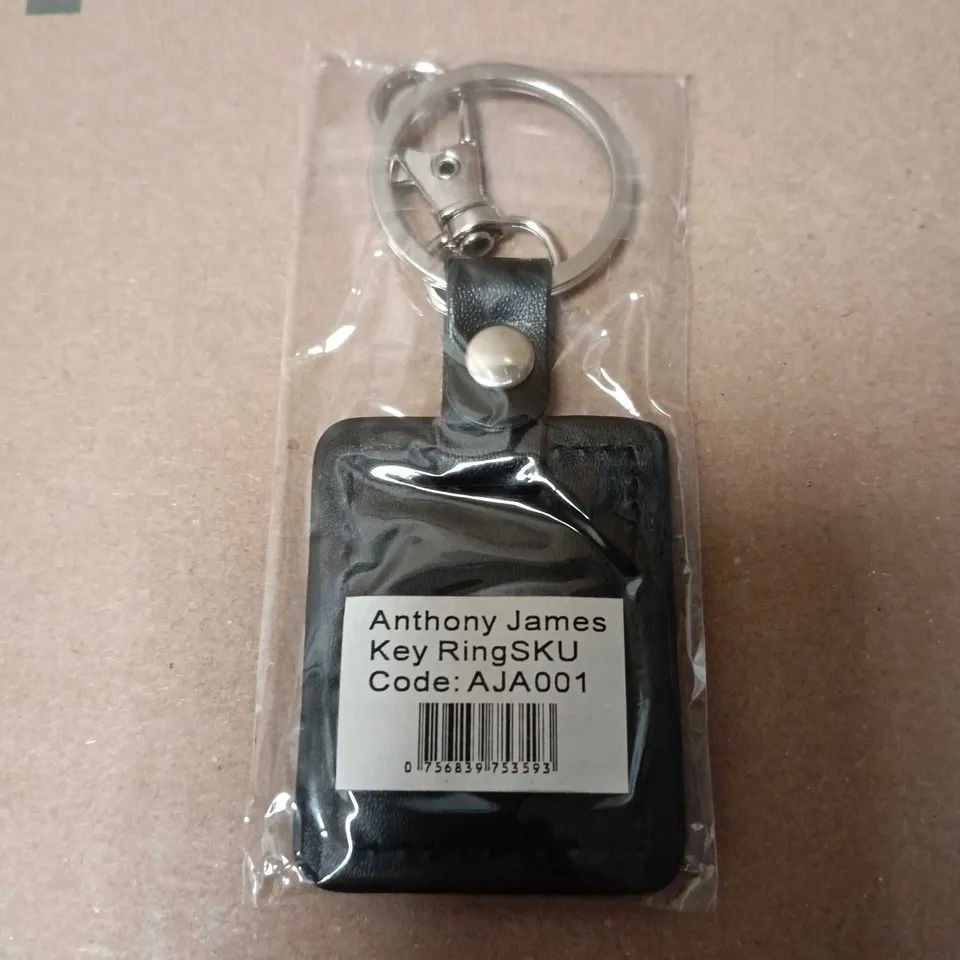 Anthony James
Key RingSKU
Code: AJA001
0 756839 753593